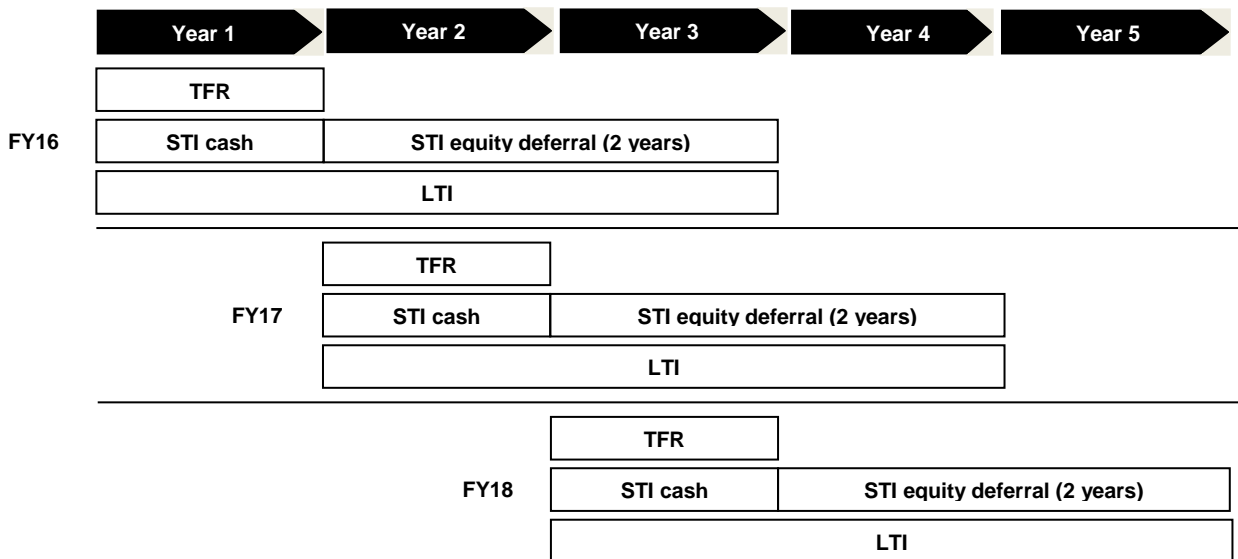 Year 1 Year 2 Year 3 Year 4 Year 5
TFR
FY16 STI cash STI equity deferral (2 years)
LTI
TFR
FY17 STI cash STI equity deferral (2 years)
LTI
TFR
FY18 STI cash STI equity deferral (2 years)
LTI